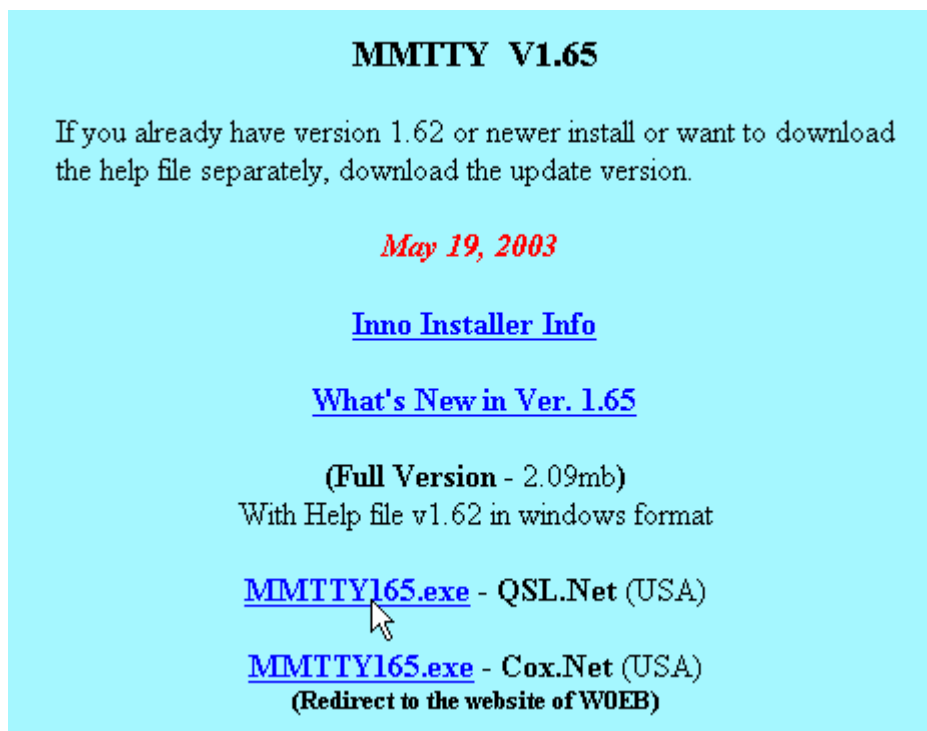 MMTTY V1.65
If you already have version 1.62 or newer install or want to download
the help file separately, download the update version.
May 19, 2003
Inno Installer Info
What's New in Ver. 1.65
(Full Version - 2.09mb)
With Help file v1.62 in windows format
MMTTY165.exe - QSL.Net (USA)
MMTTY165.exe - Cox.Net (USA)
(Redirect to the website of W0EB)